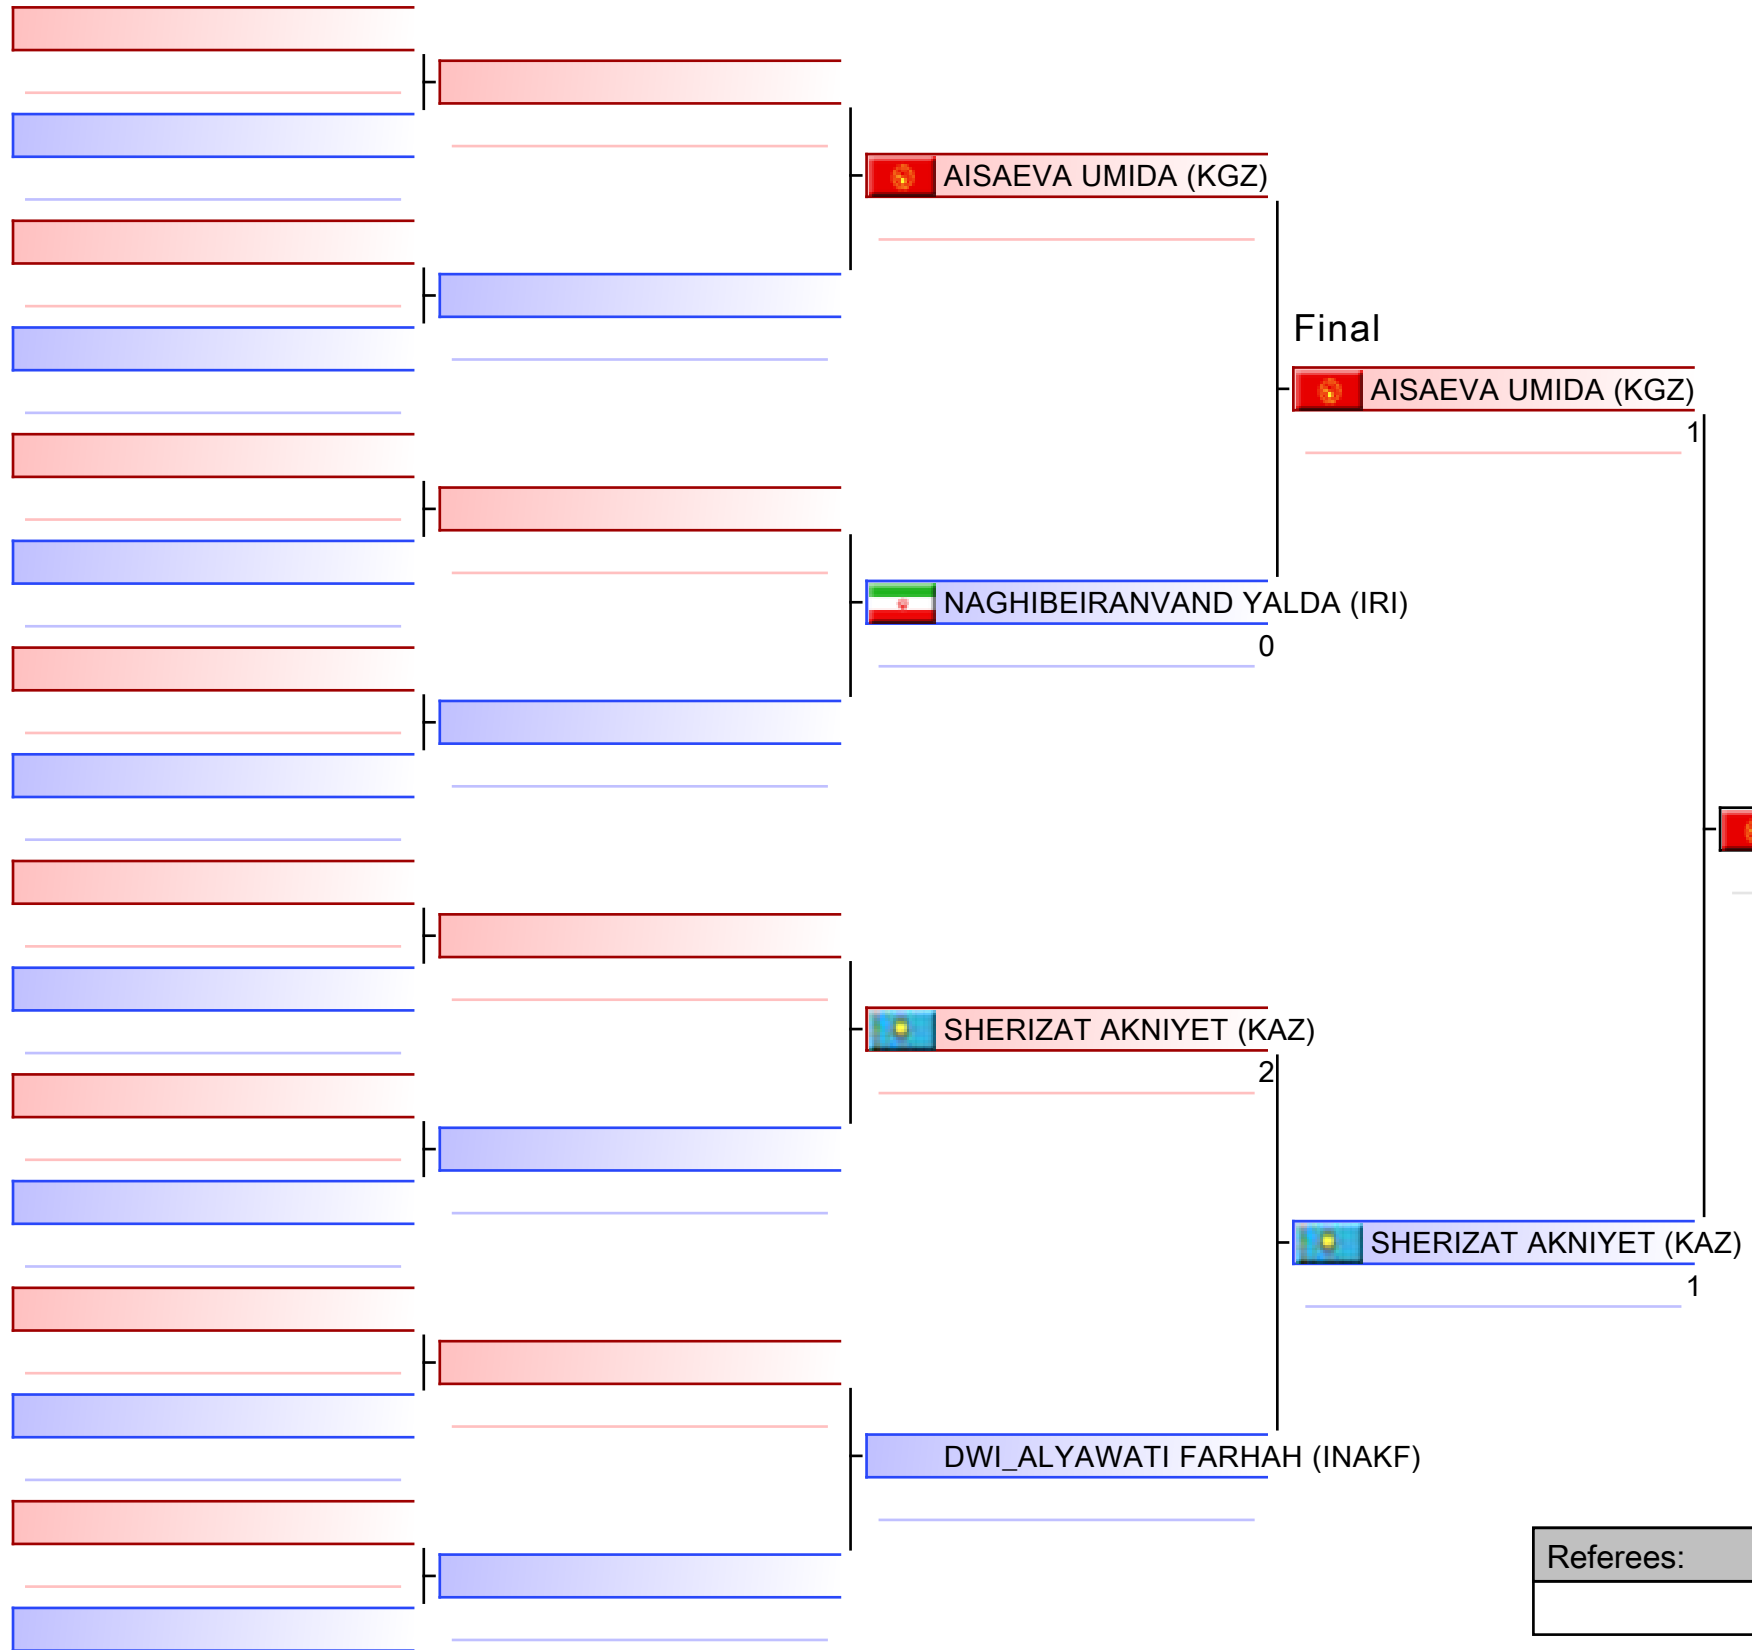 AISAEVA UMIDA (KGZ)
Final
AISAEVA UMIDA (KGZ)
1
NAGHIBEIRANVAND YALDA (IRI)
0
SHERIZAT AKNIYET (KAZ)
2
SHERIZAT AKNIYET (KAZ)
1
DWI_ALYAWATI FARHAH (INAKF)
Referees: